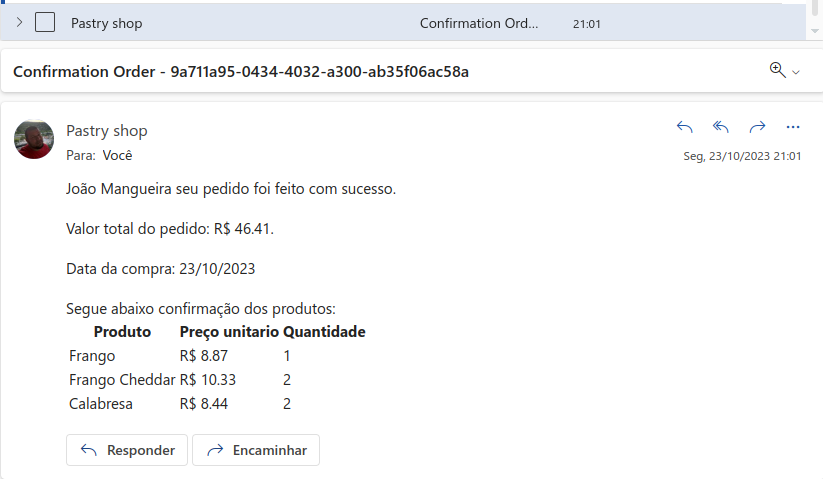 Pastry shop Confirmation Ord... 21:01
Confirmation Order - 9a711a95-0434-4032-a300-ab35f06ac58a
Pastry shop
Para: Você
Seg, 23/10/2023 21:01
João Mangueira seu pedido foi feito com sucesso.
Valor total do pedido: R$ 46.41.
Data da compra: 23/10/2023
Segue abaixo confirmação dos produtos:
Produto Preço unitario Quantidade
Frango R$ 8.87 1
Frango Cheddar R$ 10.33 2
Calabresa R$ 8.44 2
Responder Encaminhar